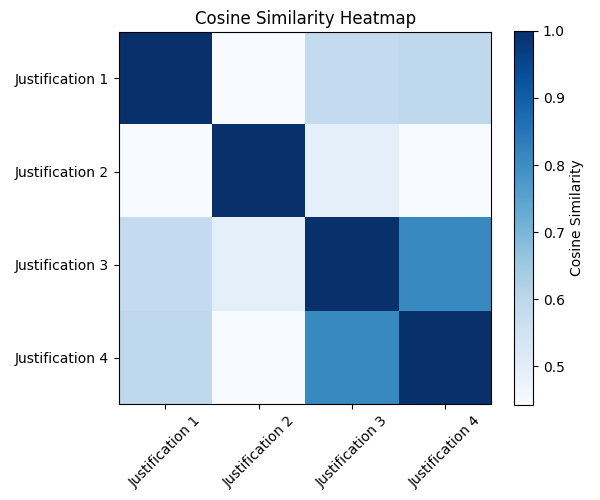 Cosine Similarity Heatmap
Justification 1
Justification 2
Justification 3
Justification 4
Justification 1
Justification 2
Justification 3
Justification 4
1.0
0.9
0.8
0.7
0.6
0.5
Cosine Similarity